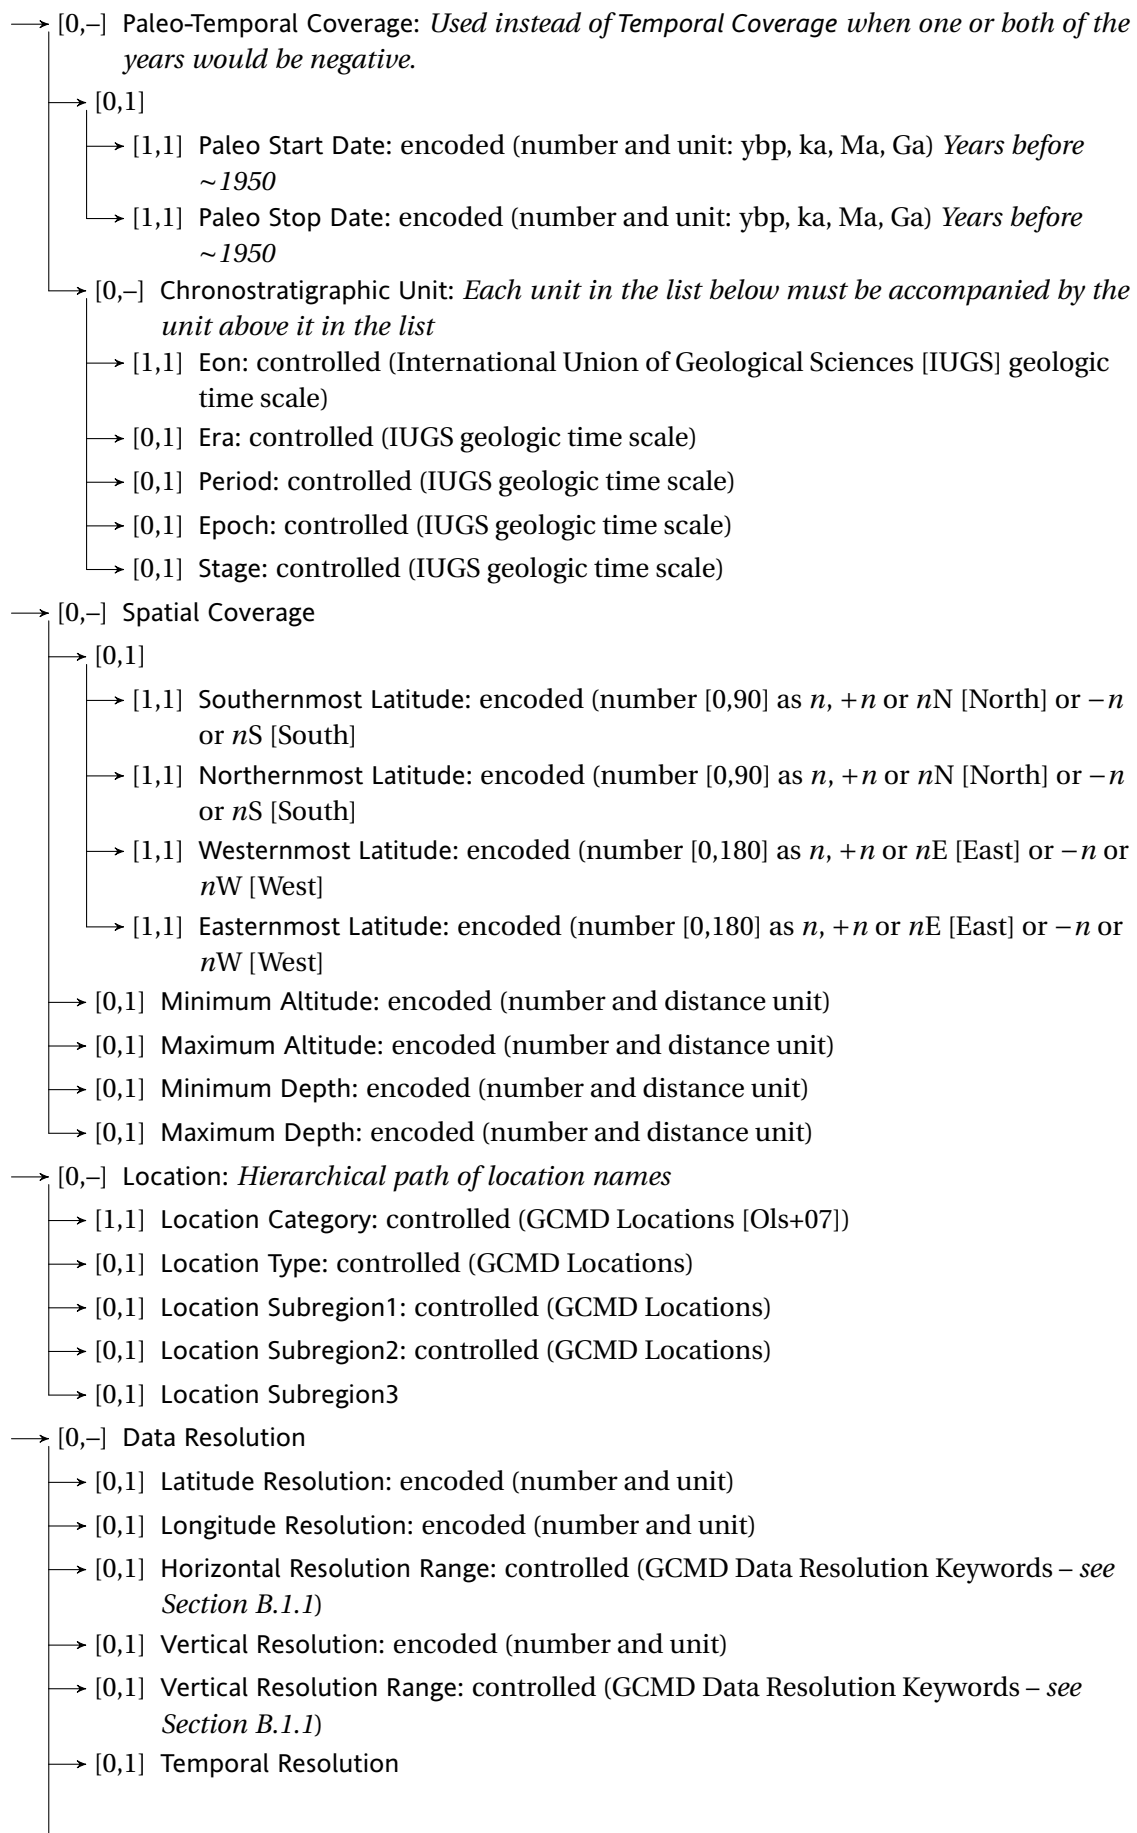 [0,–] Paleo-Temporal Coverage: Used instead of Temporal Coverage when one or both of the
years would be negative.
[0,1]
[1,1] Paleo Start Date: encoded (number and unit: ybp, ka, Ma, Ga) Years before
~1950
[1,1] Paleo Stop Date: encoded (number and unit: ybp, ka, Ma, Ga) Years before
~1950
[0,–] Chronostratigraphic Unit: Each unit in the list below must be accompanied by the
unit above it in the list
[1,1] Eon: controlled (International Union of Geological Sciences [IUGS] geologic
time scale)
[0,1] Era: controlled (IUGS geologic time scale)
[0,1] Period: controlled (IUGS geologic time scale)
[0,1] Epoch: controlled (IUGS geologic time scale)
[0,1] Stage: controlled (IUGS geologic time scale)
[0,–] Spatial Coverage
[0,1]
[1,1] Southernmost Latitude: encoded (number [0,90] as n, +n or nN [North] or −n
or nS [South]
[1,1] Northernmost Latitude: encoded (number [0,90] as n, +n or nN [North] or −n
or nS [South]
[1,1] Westernmost Latitude: encoded (number [0,180] as n, +n or nE [East] or −n or
nW [West]
[1,1] Easternmost Latitude: encoded (number [0,180] as n, +n or nE [East] or −n or
nW [West]
[0,1] Minimum Altitude: encoded (number and distance unit)
[0,1] Maximum Altitude: encoded (number and distance unit)
[0,1] Minimum Depth: encoded (number and distance unit)
[0,1] Maximum Depth: encoded (number and distance unit)
[0,–] Location: Hierarchical path of location names
[1,1] Location Category: controlled (GCMD Locations [Ols+07])
[0,1] Location Type: controlled (GCMD Locations)
[0,1] Location Subregion1: controlled (GCMD Locations)
[0,1] Location Subregion2: controlled (GCMD Locations)
[0,1] Location Subregion3
[0,–] Data Resolution
[0,1] Latitude Resolution: encoded (number and unit)
[0,1] Longitude Resolution: encoded (number and unit)
[0,1] Horizontal Resolution Range: controlled (GCMD Data Resolution Keywords – see
Section B.1.1)
[0,1] Vertical Resolution: encoded (number and unit)
[0,1] Vertical Resolution Range: controlled (GCMD Data Resolution Keywords – see
Section B.1.1)
[0,1] Temporal Resolution